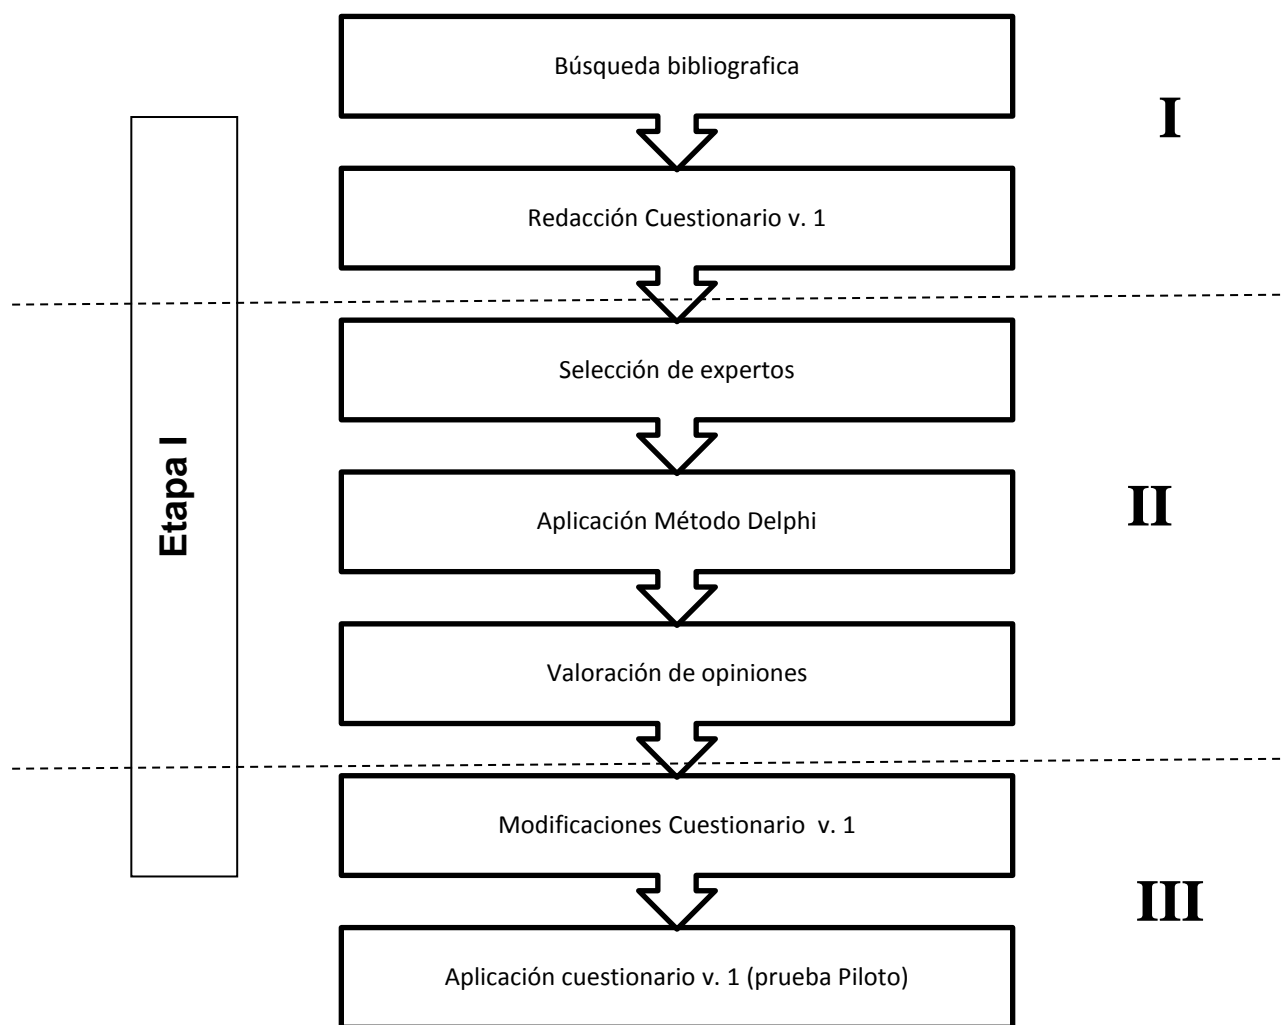 Búsqueda bibliografica
I
Redacción Cuestionario v. 1
Selección de expertos
Etapa I
II
Aplicación Método Delphi
Valoración de opiniones
Modificaciones Cuestionario  v. 1
III
Aplicación cuestionario v. 1 (prueba Piloto)